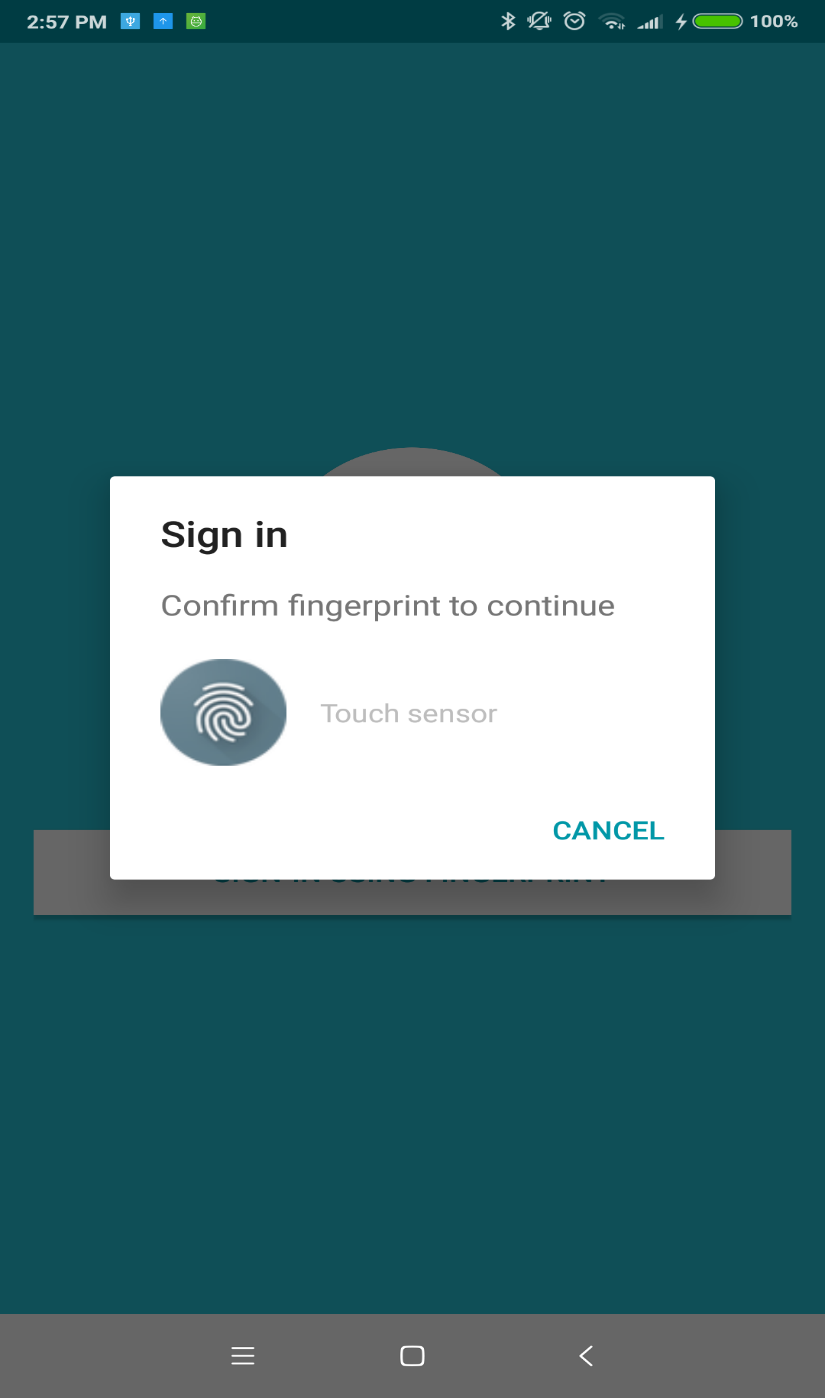 2:57 PM
100%
Sign in
Confirm fingerprint to continue
Touch sensor
CANCEL